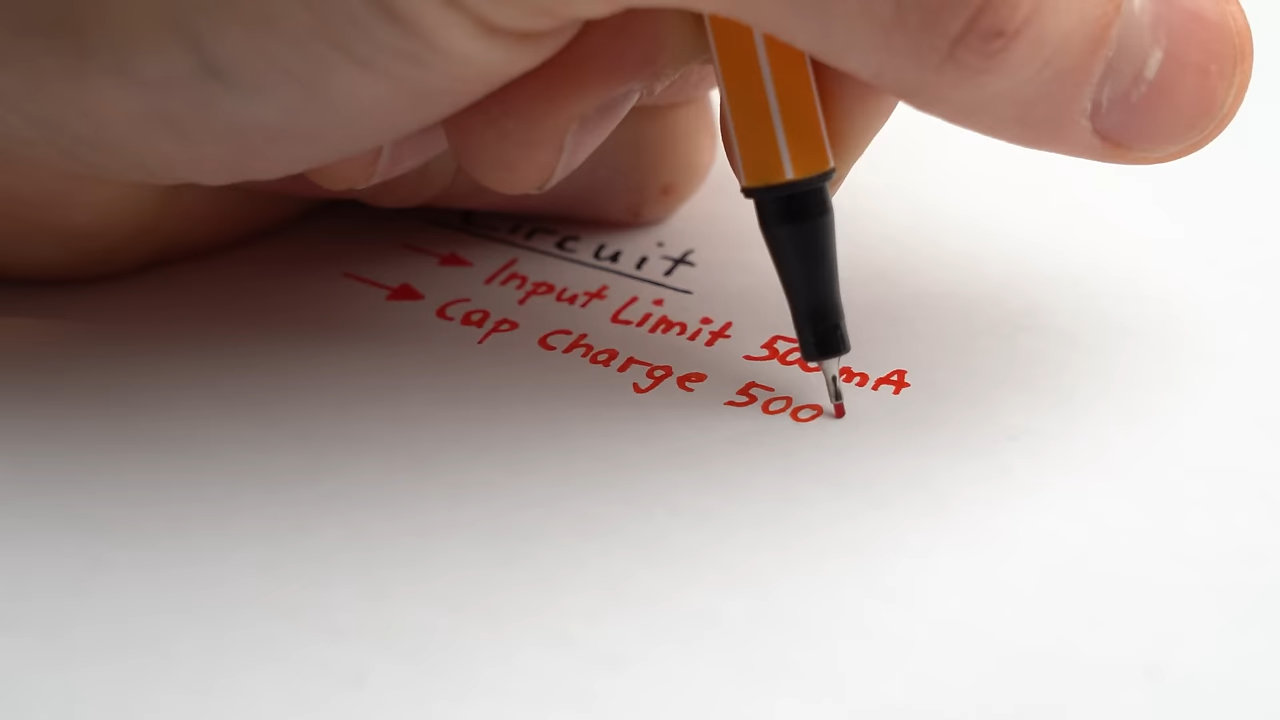 Circuit
→ Input Limit 500mA
→ Cap Charge 500